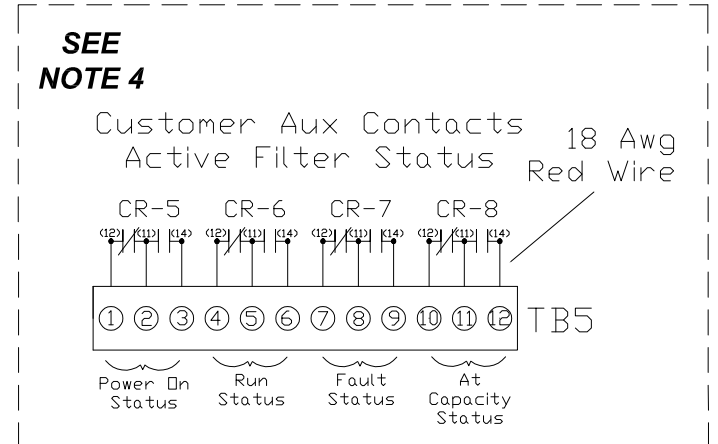 SEE
NOTE 4
Customer Aux Contacts
Active Filter Status
18 Awg
Red Wire
CR-5 CR-6 CR-7 CR-8
(12) (11) (14) (12) (11) (14) (12) (11) (14) (12) (11) (14)
1 2 3 4 5 6 7 8 9 10 11 12 TB5
Power On
Status
Run
Status
Fault
Status
At
Capacity
Status